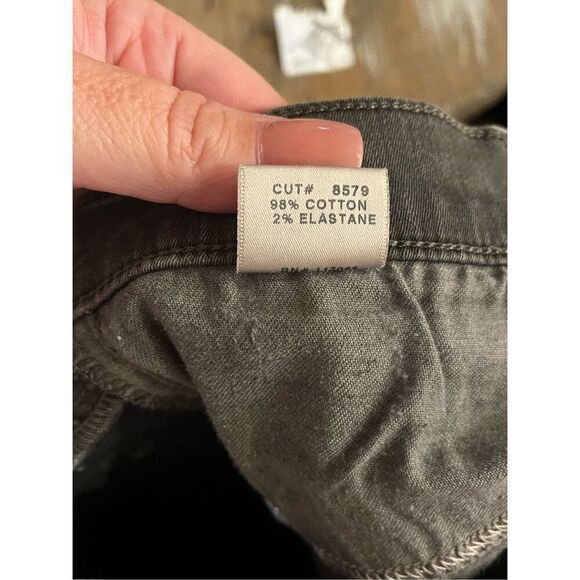 CUT# 8579
98% COTTON
2% ELASTANE